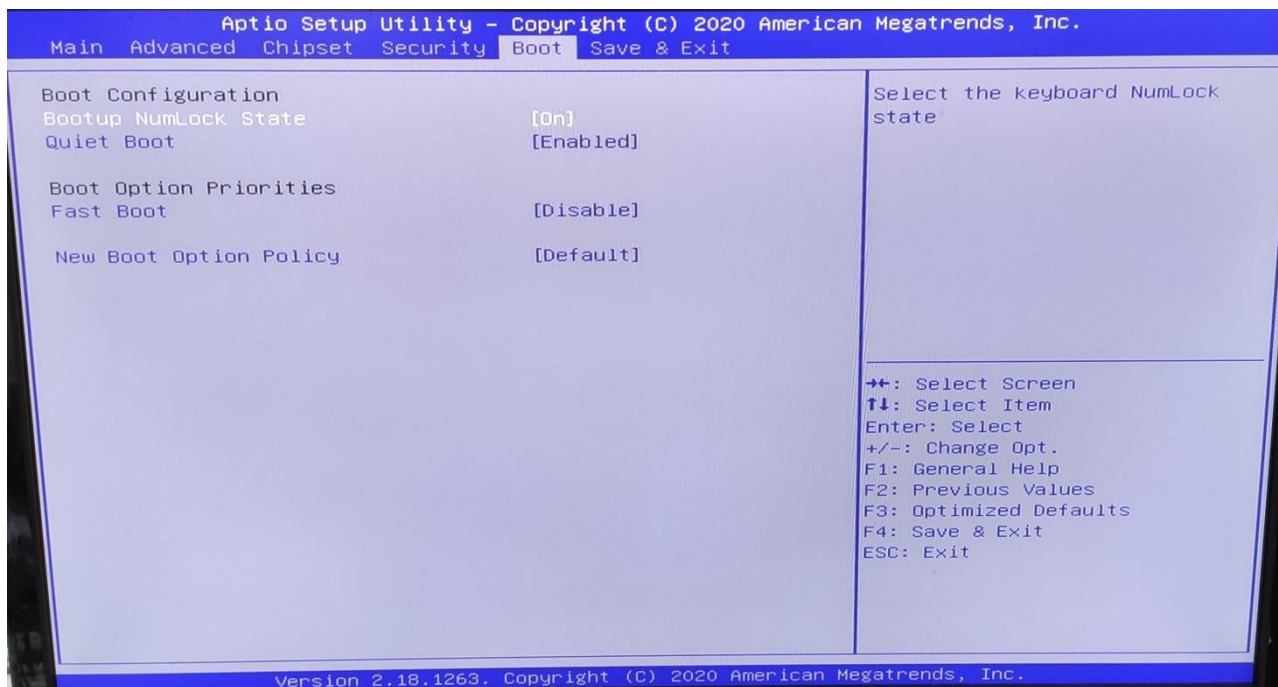 Aptio Setup Utility – Copyright (C) 2020 American Megatrends, Inc.
Main Advanced Chipset Security Boot Save & Exit
Boot Configuration
Bootup NumLock State [On]
Quiet Boot [Enabled]
Boot Option Priorities
Fast Boot [Disable]
New Boot Option Policy [Default]
Select the keyboard NumLock
state
→←: Select Screen
↑↓: Select Item
Enter: Select
+/-: Change Opt.
F1: General Help
F2: Previous Values
F3: Optimized Defaults
F4: Save & Exit
ESC: Exit
Version 2.18.1263. Copyright (C) 2020 American Megatrends, Inc.